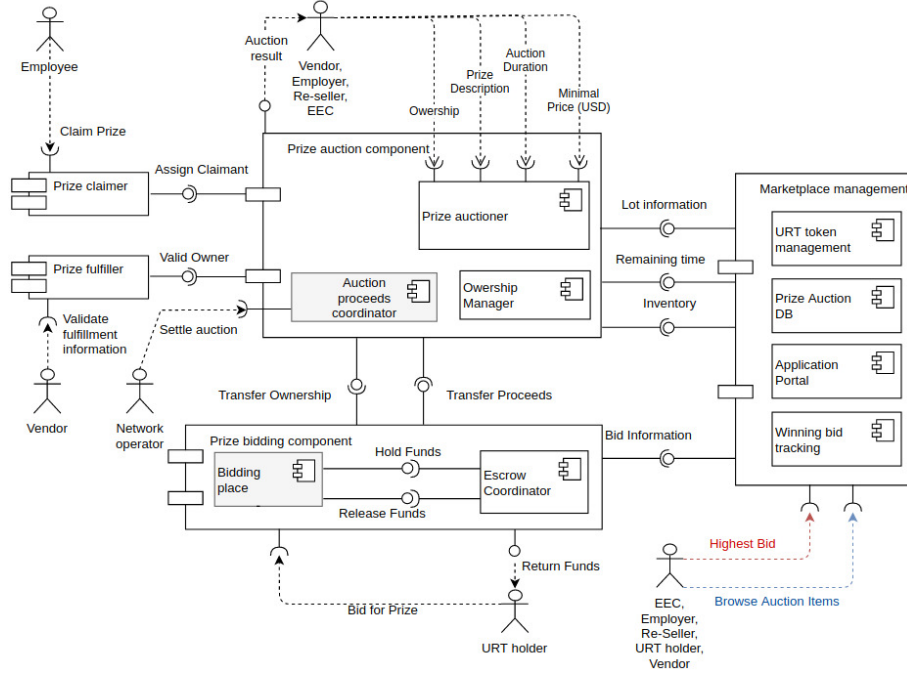 Employee
Auction
result
Vendor,
Employer,
Re-seller,
EEC
Owership
Prize
Description
Auction
Duration
Minimal
Price (USD)
Claim Prize
Prize claimer
Assign Claimant
Prize auction component
Prize auctioner
Lot information
Marketplace management
URT token
management
Prize fulfiller
Valid Owner
Auction
proceeds
coordinator
Owership
Manager
Remaining time
Inventory
Prize Auction
DB
Validate
fulfillment
information
Settle auction
Application
Portal
Vendor
Network
operator
Transfer Ownership
Transfer Proceeds
Winning bid
tracking
Prize bidding component
Bid Information
Bidding
place
Hold Funds
Escrow
Coordinator
Release Funds
Return Funds
Bid for Prize
URT holder
Highest Bid
Browse Auction Items
EEC,
Employer,
Re-Seller,
URT holder,
Vendor